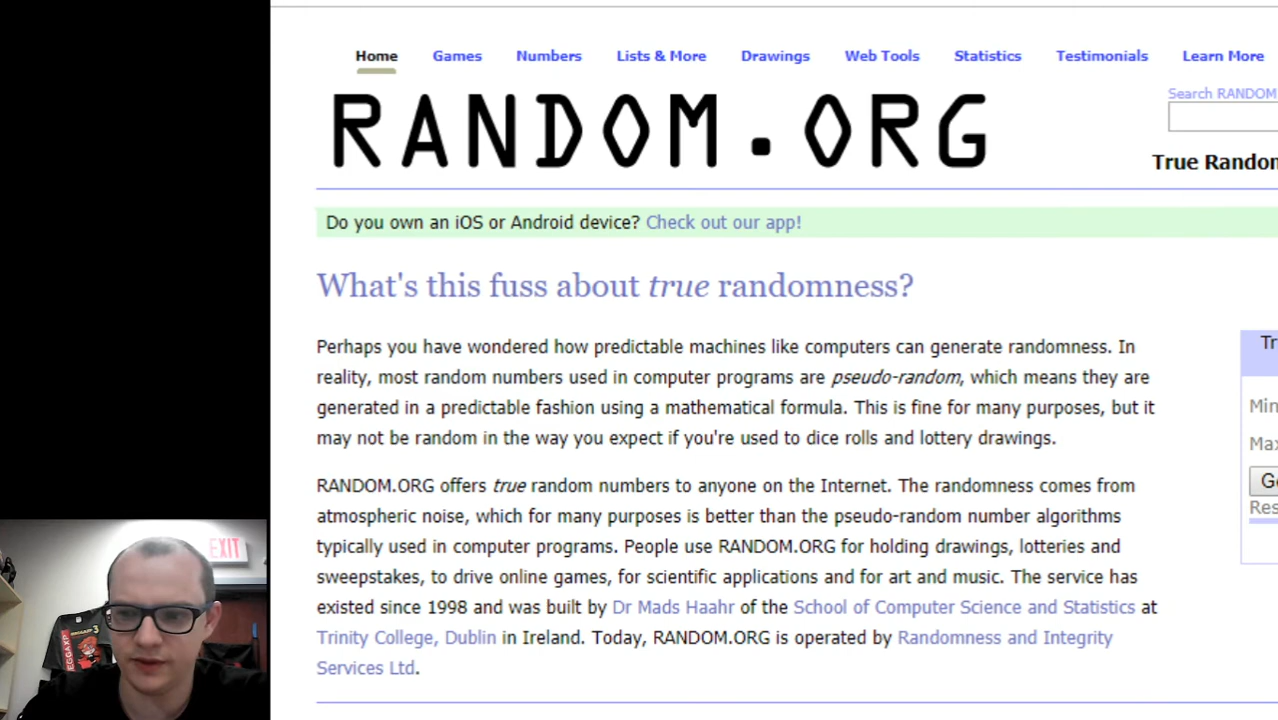 Home Games Numbers Lists & More Drawings Web Tools Statistics Testimonials Learn More
Search RANDOM
RANDOM.ORG
True Random
Do you own an iOS or Android device? Check out our app!
What's this fuss about true randomness?
Perhaps you have wondered how predictable machines like computers can generate randomness. In
reality, most random numbers used in computer programs are pseudo-random, which means they are
generated in a predictable fashion using a mathematical formula. This is fine for many purposes, but it
may not be random in the way you expect if you're used to dice rolls and lottery drawings.
RANDOM.ORG offers true random numbers to anyone on the Internet. The randomness comes from
atmospheric noise, which for many purposes is better than the pseudo-random number algorithms
typically used in computer programs. People use RANDOM.ORG for holding drawings, lotteries and
sweepstakes, to drive online games, for scientific applications and for art and music. The service has
existed since 1998 and was built by Dr Mads Haahr of the School of Computer Science and Statistics at
Trinity College, Dublin in Ireland. Today, RANDOM.ORG is operated by Randomness and Integrity
Services Ltd.
Tr
Min
Max
Ge
Res
EXIT